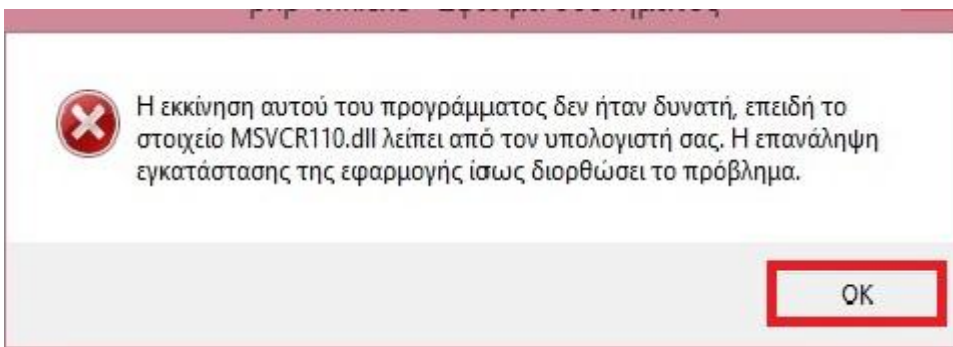 Η εκκίνηση αυτού του προγράμματος δεν ήταν δυνατή, επειδή το
στοιχείο MSVCR110.dll λείπει από τον υπολογιστή σας. Η επανάληψη
εγκατάστασης της εφαρμογής ίσως διορθώσει το πρόβλημα.
OK